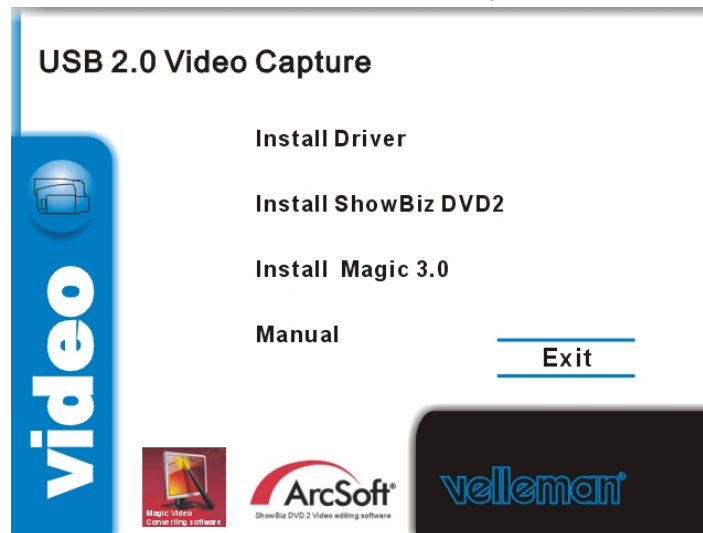 USB 2.0 Video Capture
Install Driver
Install ShowBiz DVD2
Install Magic 3.0
Manual
Exit
video
Magic Video
Converting software
ArcSoft®
ShowBiz DVD 2 Video editing software
velleman®